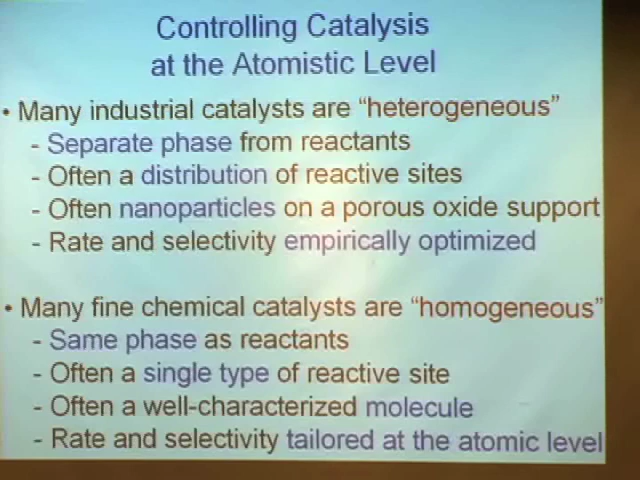 Controlling Catalysis
at the Atomistic Level
• Many industrial catalysts are “heterogeneous”
- Separate phase from reactants
- Often a distribution of reactive sites
- Often nanoparticles on a porous oxide support
- Rate and selectivity empirically optimized
• Many fine chemical catalysts are “homogeneous”
- Same phase as reactants
- Often a single type of reactive site
- Often a well-characterized molecule
- Rate and selectivity tailored at the atomic level